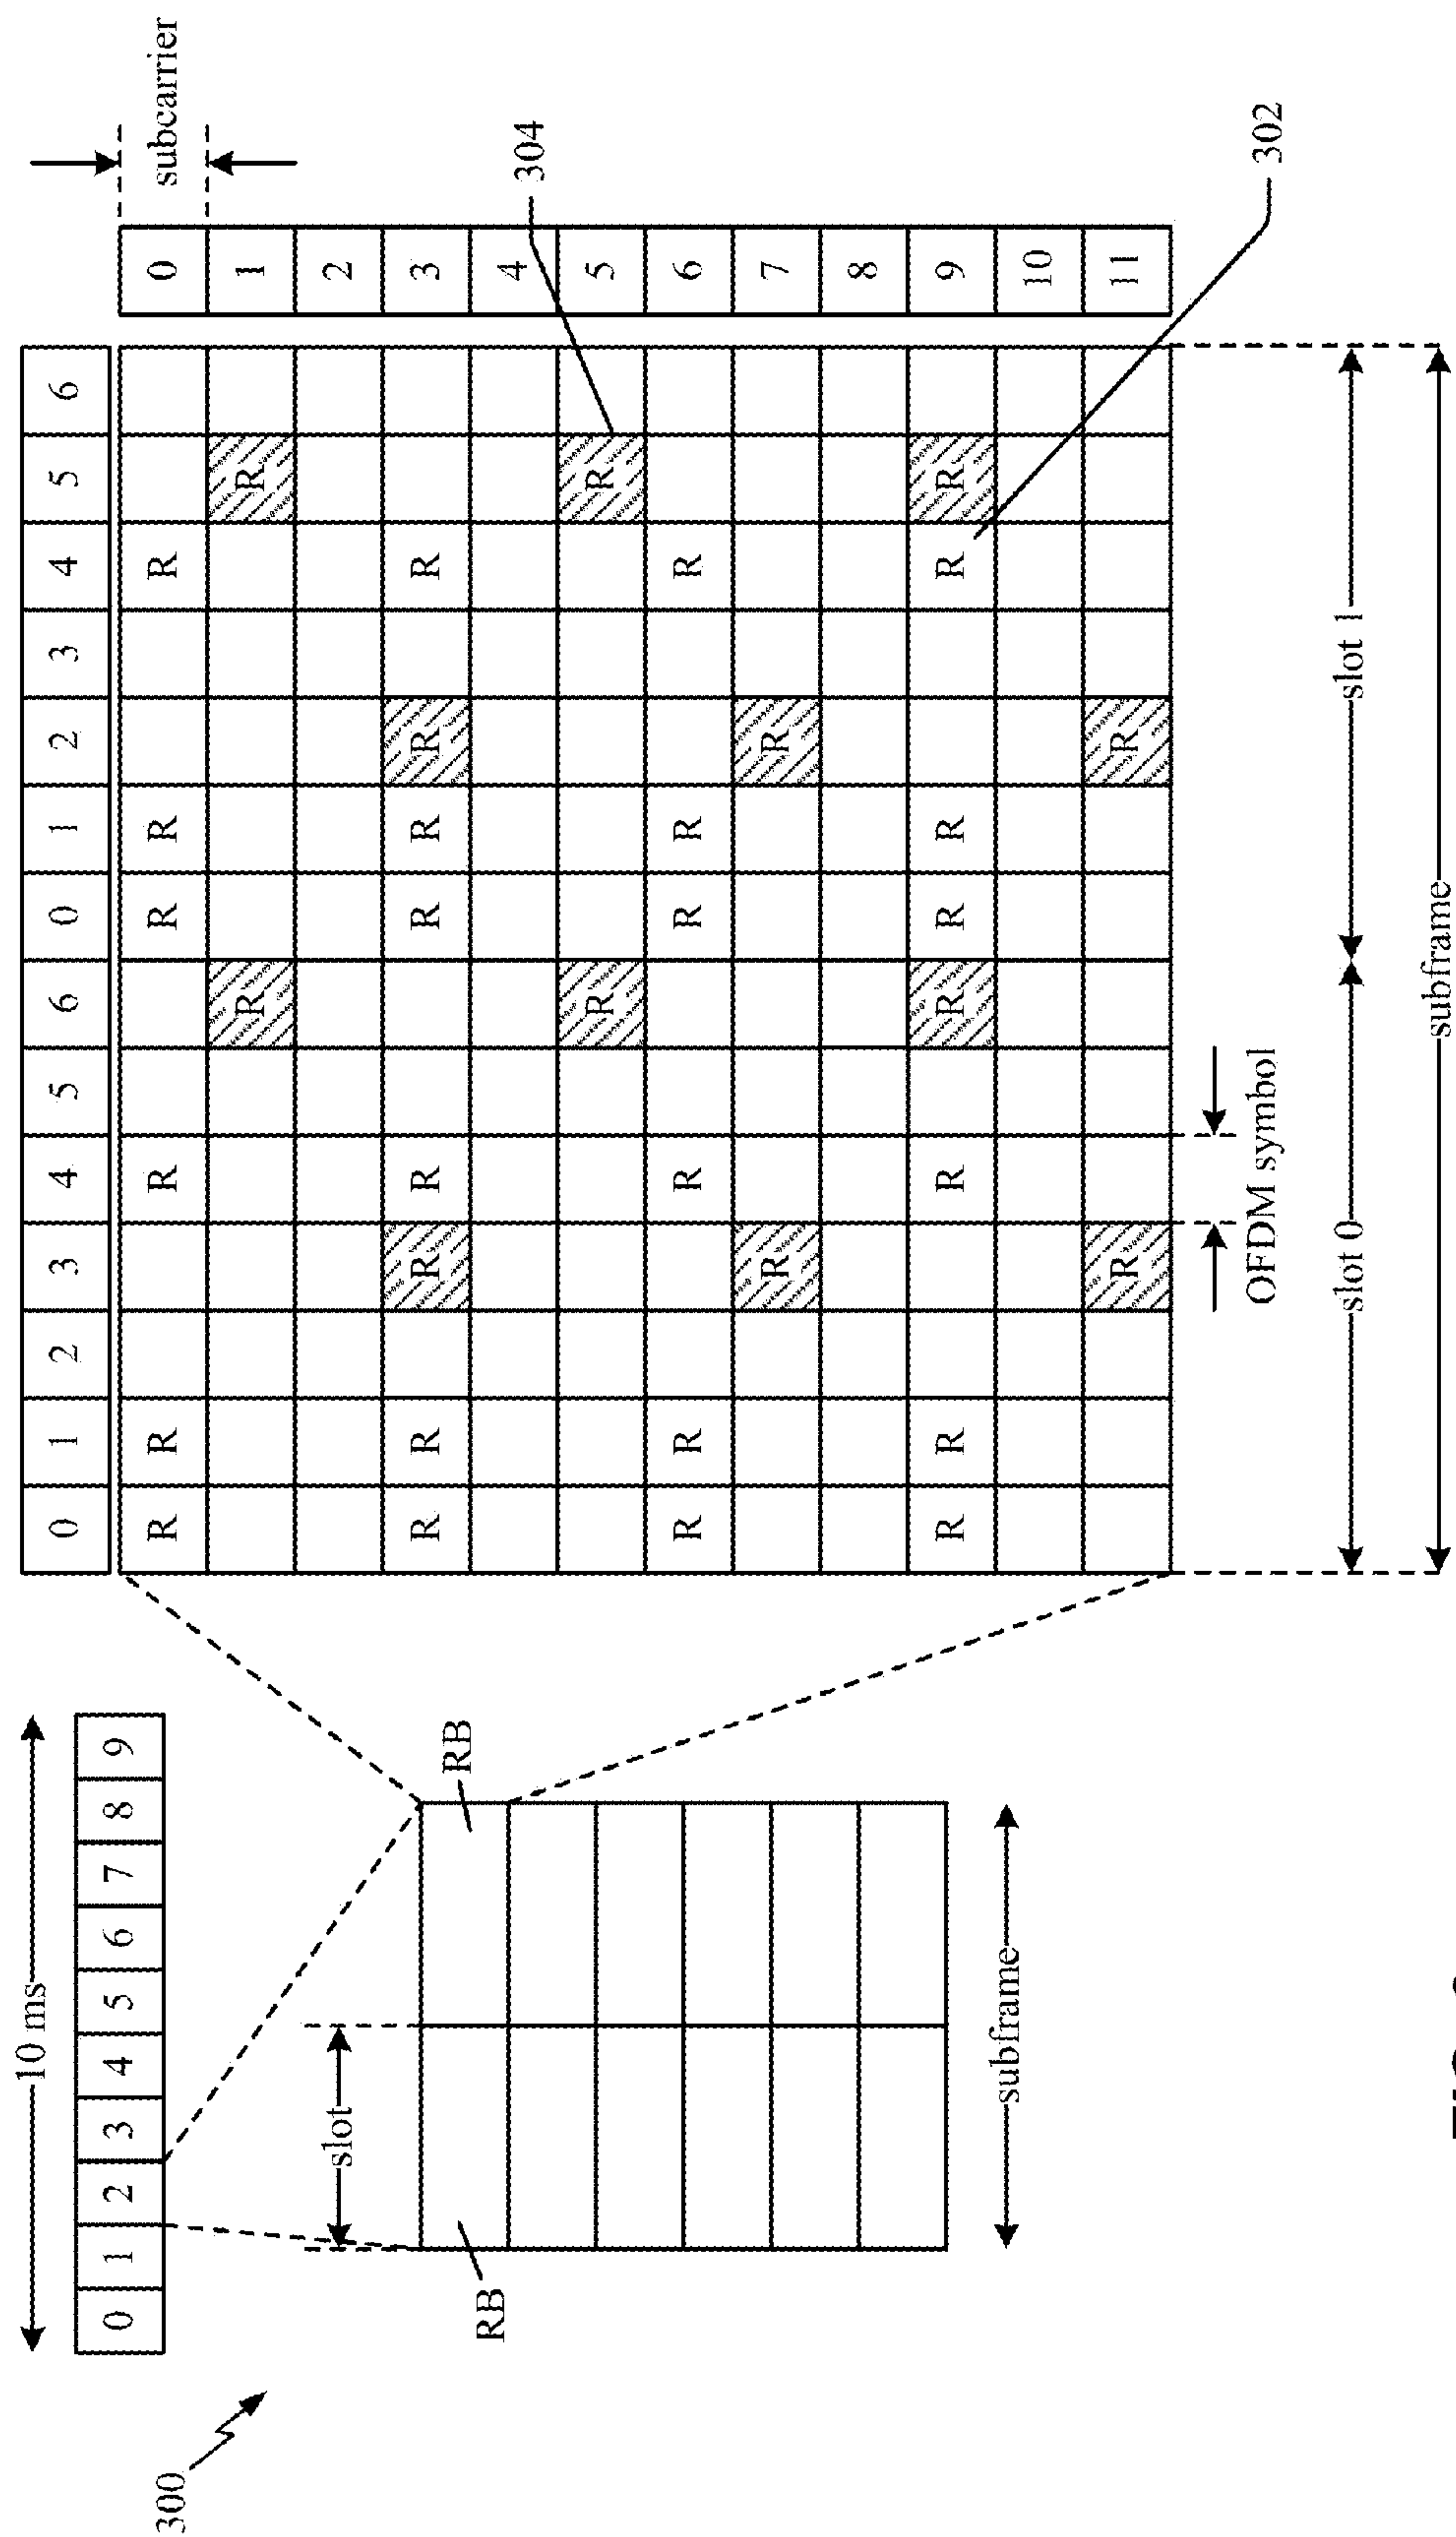 300
10 ms
0 1 2 3 4 5 6 7 8 9
slot
RB
RB
subframe
0 1 2 3 4 5 6 0 1 2 3 4 5 6
subcarrier
R R R R R R 0
R R 1
2
R R R R R R R R 3
4
R R 5
304
R R R R R R 6
R R 7
8
R R R R R R R R 9
10
R R 11
302
OFDM symbol
slot 0
slot 1
subframe